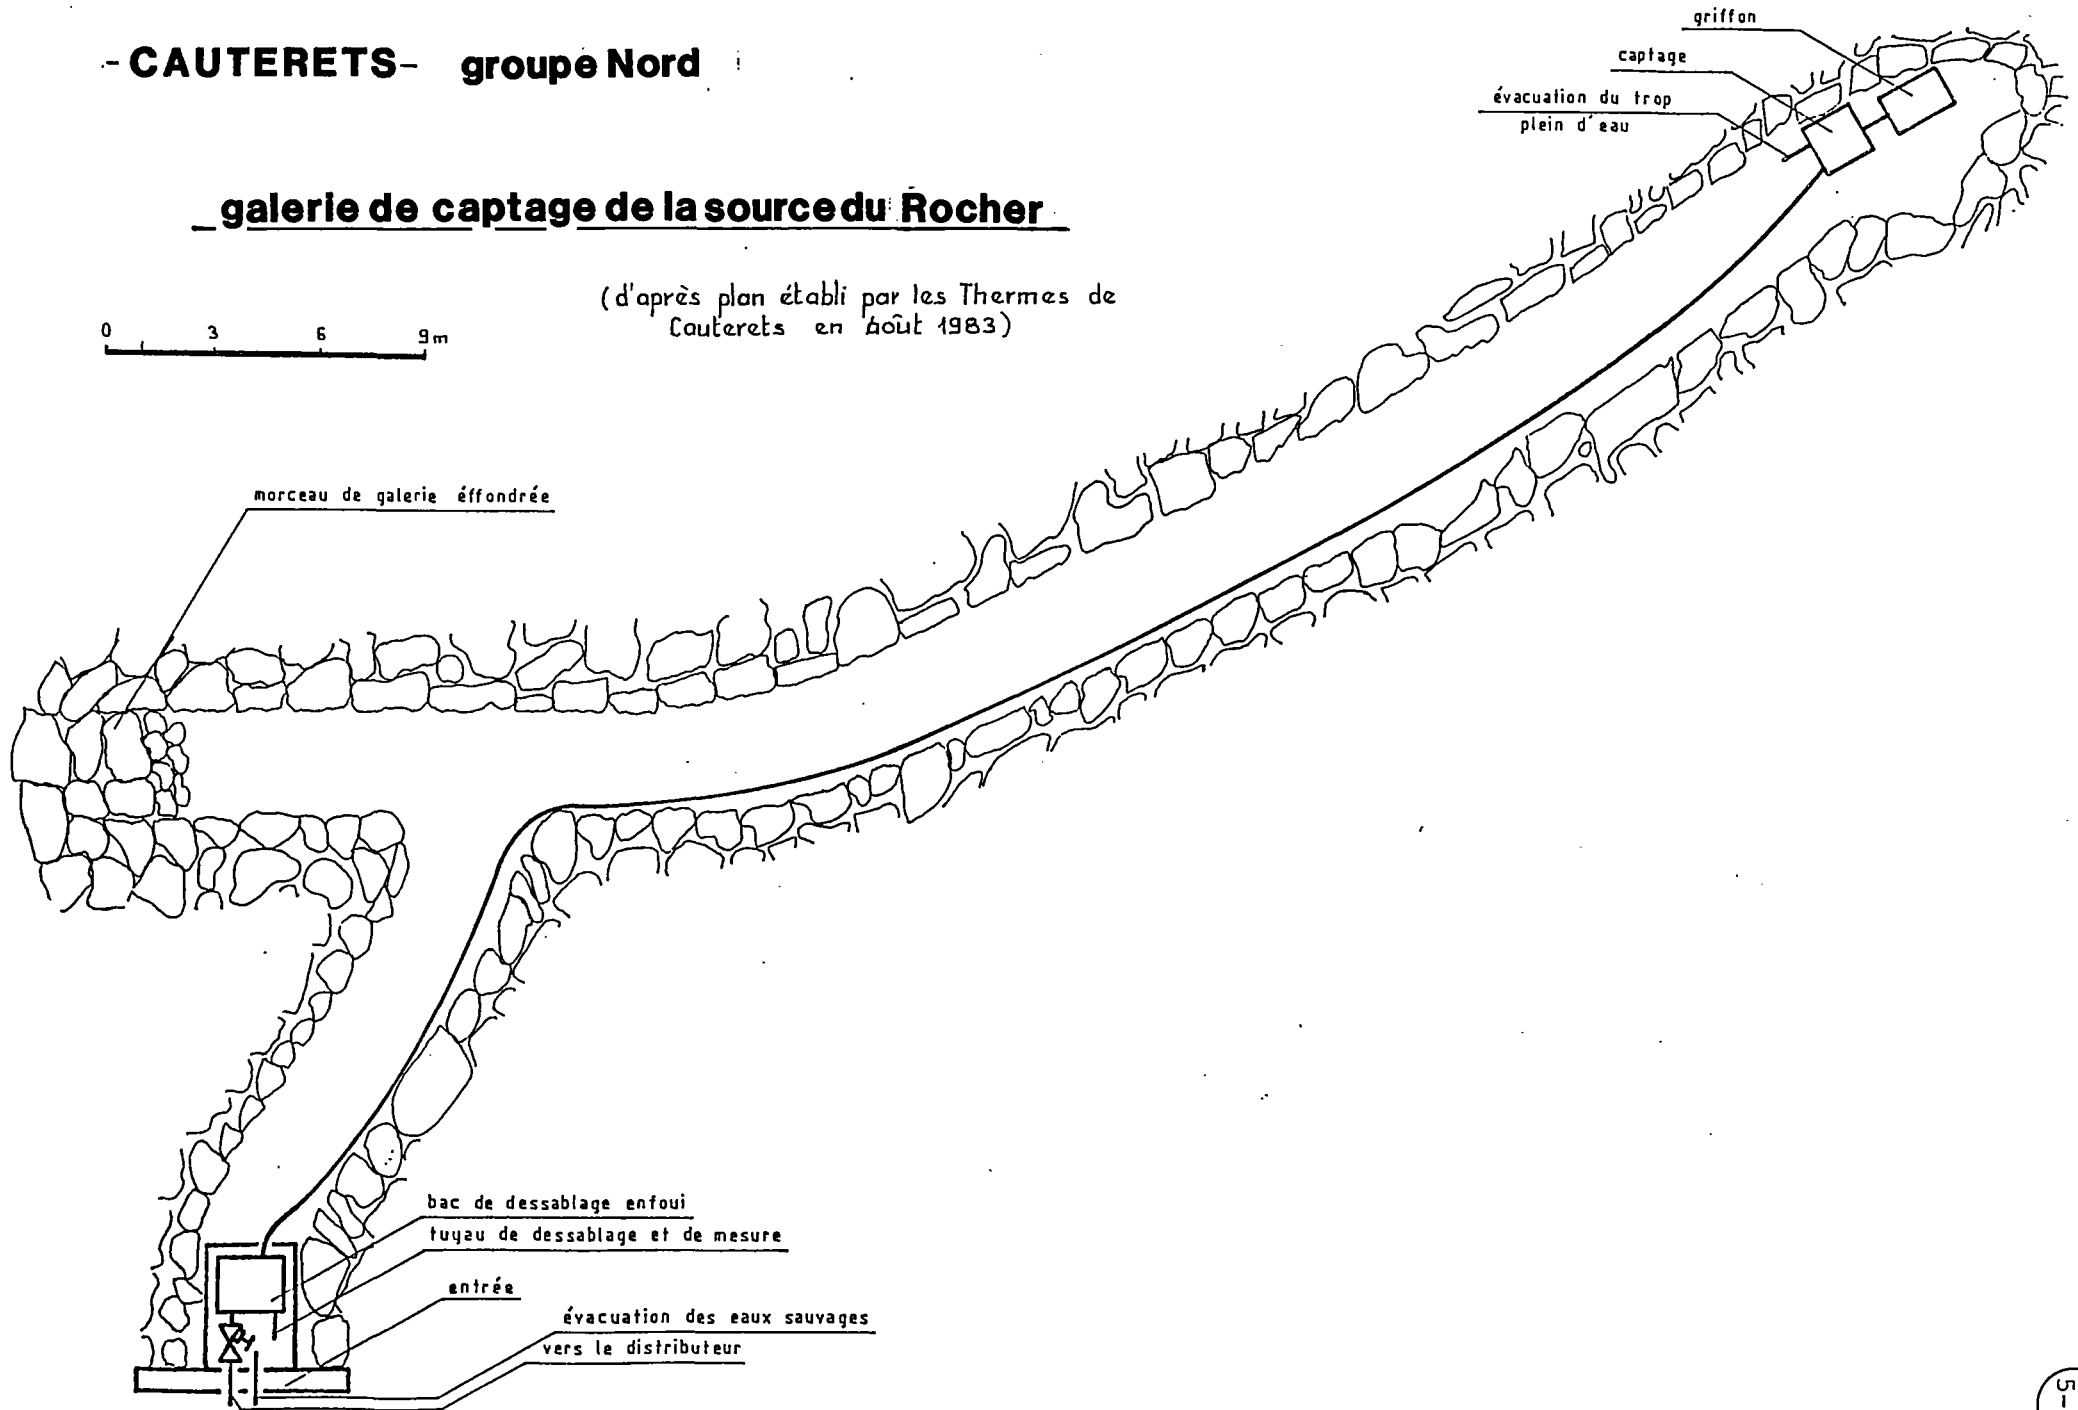 - CAUTERETS - groupe Nord
galerie de captage de la source du Rocher
(d'après plan établi par les Thermes de
Cauterets en Août 1983)
0 3 6 9m
griffon
captage
évacuation du trop
plein d'eau
morceau de galerie éffondrée
bac de dessablage enfoui
tuyau de dessablage et de mesure
entrée
évacuation des eaux sauvages
vers le distributeur
5-